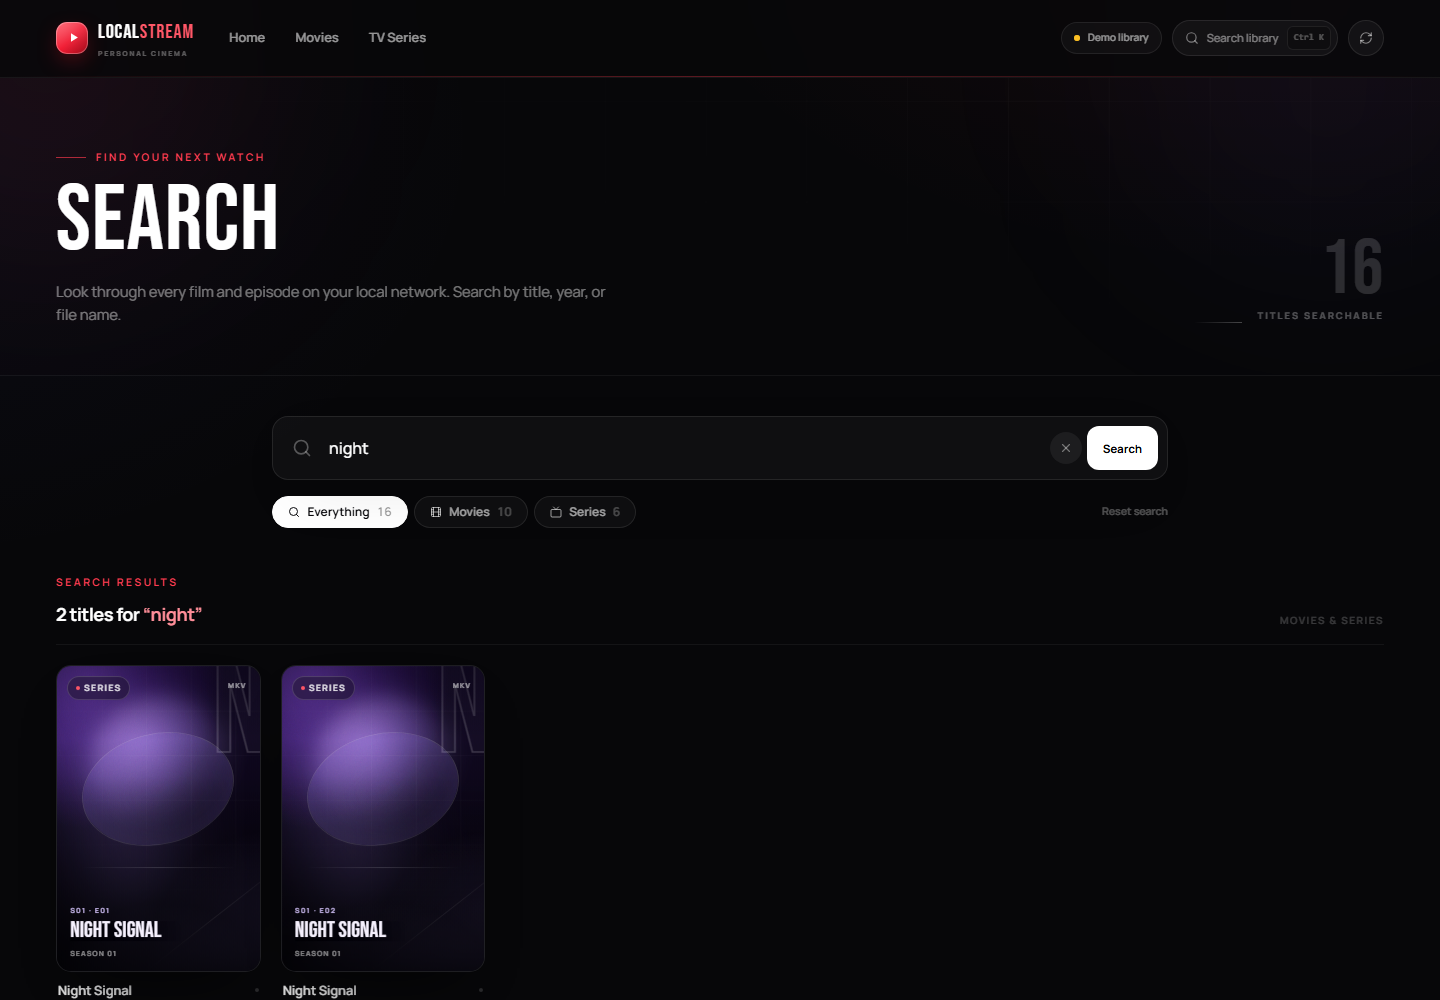 LOCALSTREAM
PERSONAL CINEMA
Home
Movies
TV Series
Demo library
Search library
Ctrl K
FIND YOUR NEXT WATCH
SEARCH
Look through every film and episode on your local network. Search by title, year, or
file name.
16
TITLES SEARCHABLE
night
Search
Everything 16
Movies 10
Series 6
Reset search
SEARCH RESULTS
2 titles for “night”
MOVIES & SERIES
SERIES
MKV
N
S01 · E01
NIGHT SIGNAL
SEASON 01
Night Signal
SERIES
MKV
N
S01 · E02
NIGHT SIGNAL
SEASON 01
Night Signal